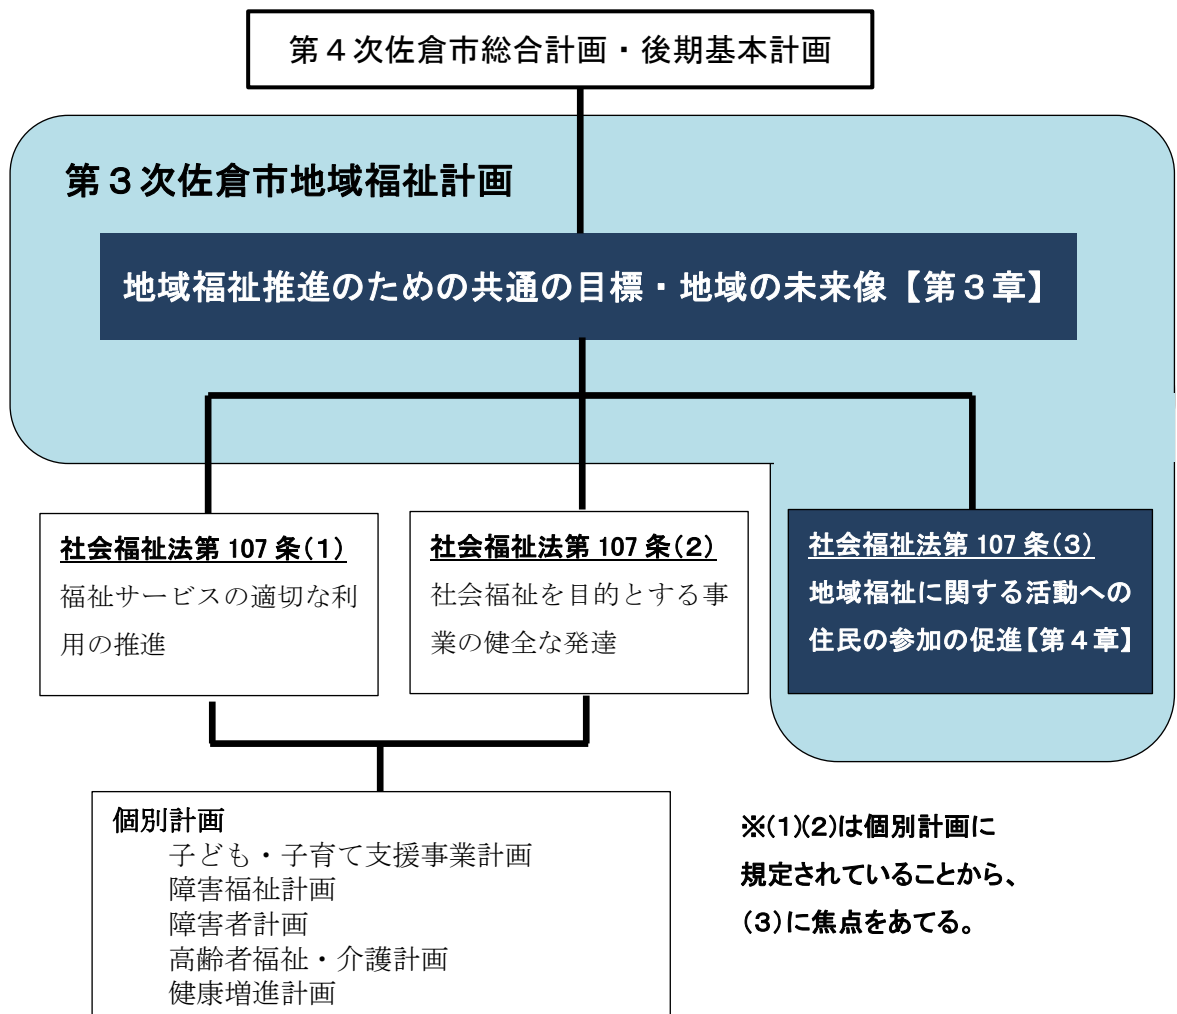 第４次佐倉市総合計画・後期基本計画
第３次佐倉市地域福祉計画
地域福祉推進のための共通の目標・地域の未来像【第３章】
社会福祉法第 107 条（１）
福祉サービスの適切な利
用の推進
社会福祉法第 107 条（２）
社会福祉を目的とする事
業の健全な発達
社会福祉法第 107 条（３）
地域福祉に関する活動への
住民の参加の促進【第４章】
個別計画
子ども・子育て支援事業計画
障害福祉計画
障害者計画
高齢者福祉・介護計画
健康増進計画
※（１）（２）は個別計画に
規定されていることから、
（３）に焦点をあてる。